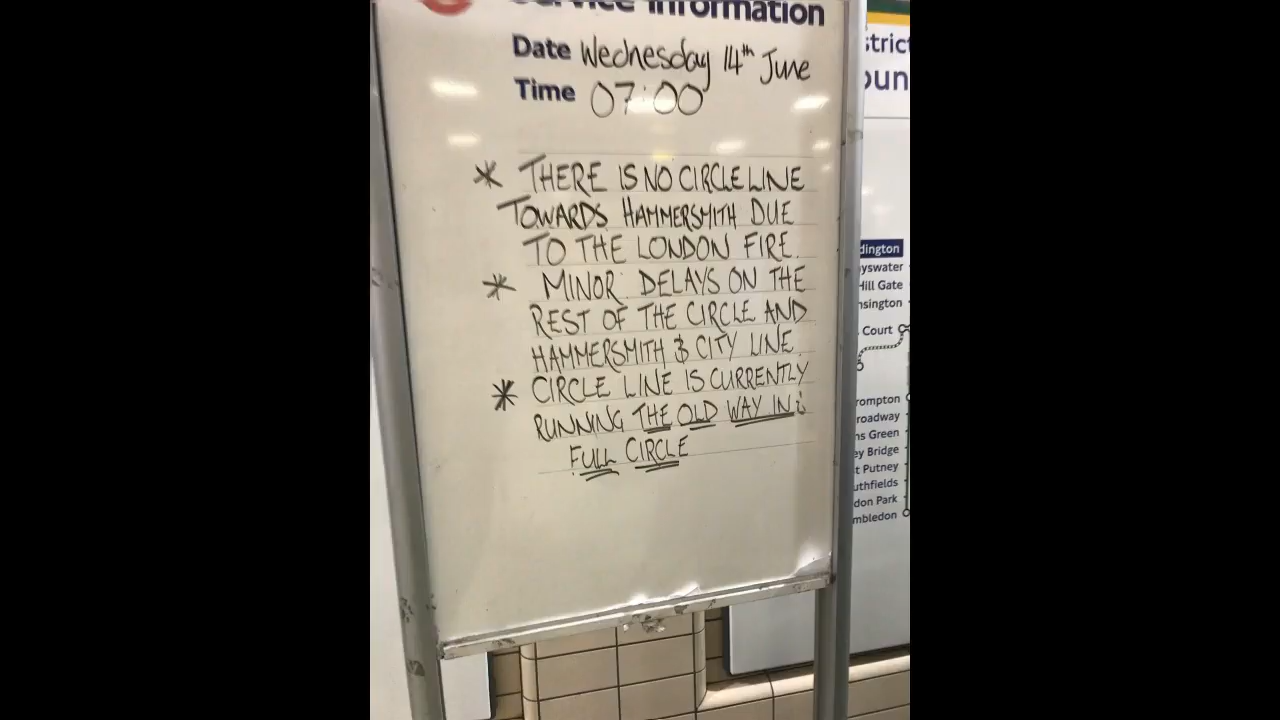 Service Information
Date Wednesday 14th June
Time 07:00
* THERE IS NO CIRCLE LINE
TOWARDS HAMMERSMITH DUE
TO THE LONDON FIRE.
* MINOR DELAYS ON THE
REST OF THE CIRCLE AND
HAMMERSMITH & CITY LINE.
* CIRCLE LINE IS CURRENTLY
RUNNING THE OLD WAY IN
FULL CIRCLE
strict
oun
dington
yswater
Hill Gate
nsington
Court
rompton
roadway
ns Green
ey Bridge
t Putney
uthfields
don Park
mbledon